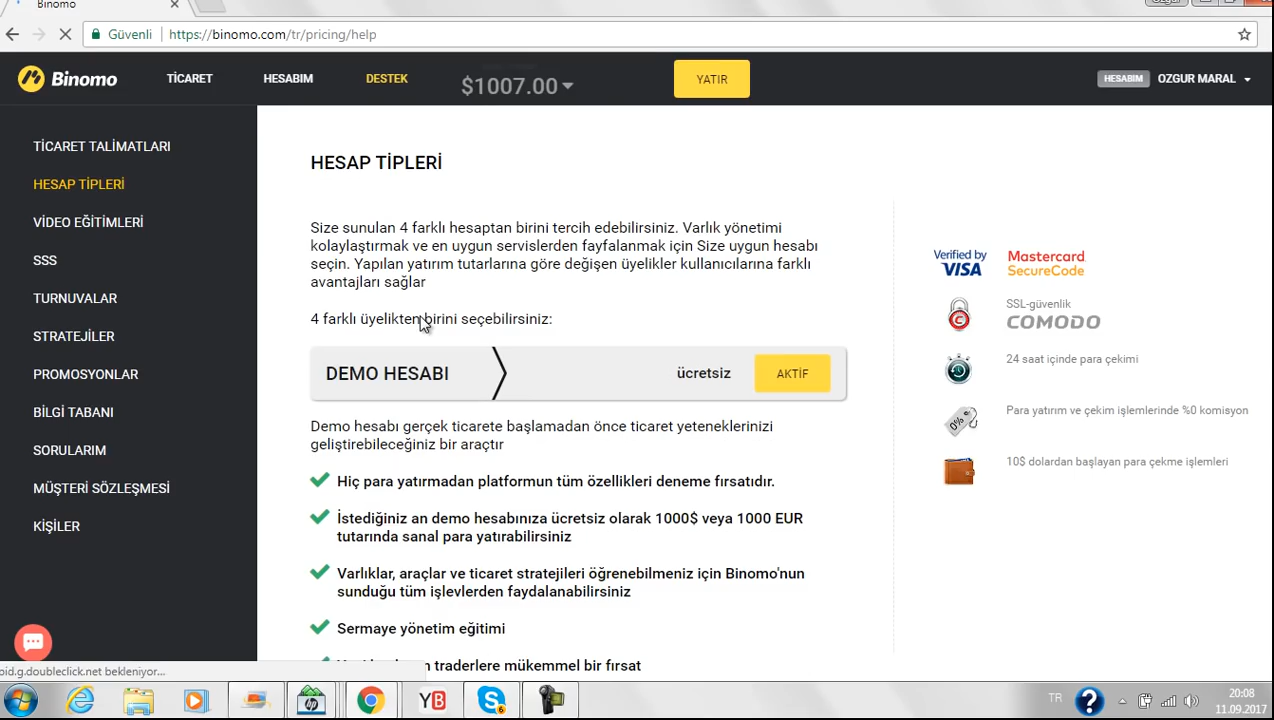 Binomo
Güvenli
https://binomo.com/tr/pricing/help
Binomo
TİCARET
HESABIM
DESTEK
$1007.00
YATIR
HESABIM
OZGUR MARAL
TİCARET TALİMATLARI
HESAP TİPLERİ
VİDEO EĞİTİMLERİ
SSS
TURNUVALAR
STRATEJİLER
PROMOSYONLAR
BİLGİ TABANI
SORULARIM
MÜŞTERİ SÖZLEŞMESİ
KİŞİLER
HESAP TİPLERİ
Size sunulan 4 farklı hesaptan birini tercih edebilirsiniz. Varlık yönetimi
kolaylaştırmak ve en uygun servislerden fayfalanmak için Size uygun hesabı
seçin. Yapılan yatırım tutarlarına göre değişen üyelikler kullanıcılarına farklı
avantajları sağlar
4 farklı üyelikten birini seçebilirsiniz:
DEMO HESABI
ücretsiz
AKTİF
Demo hesabı gerçek ticarete başlamadan önce ticaret yeteneklerinizi
geliştirebileceğiniz bir araçtır
Hiç para yatırmadan platformun tüm özellikleri deneme fırsatıdır.
İstediğiniz an demo hesabınıza ücretsiz olarak 1000$ veya 1000 EUR
tutarında sanal para yatırabilirsiniz
Varlıklar, araçlar ve ticaret stratejileri öğrenebilmeniz için Binomo'nun
sunduğu tüm işlevlerden faydalanabilirsiniz
Sermaye yönetim eğitimi
traderlere mükemmel bir fırsat
Verified by
VISA
Mastercard
SecureCode
SSL-güvenlik
COMODO
24 saat içinde para çekimi
0%
Para yatırım ve çekim işlemlerinde %0 komisyon
10$ dolardan başlayan para çekme işlemleri
pid.g.doubleclick.net bekleniyor...
YB
6
TR
20:08
11.09.2017